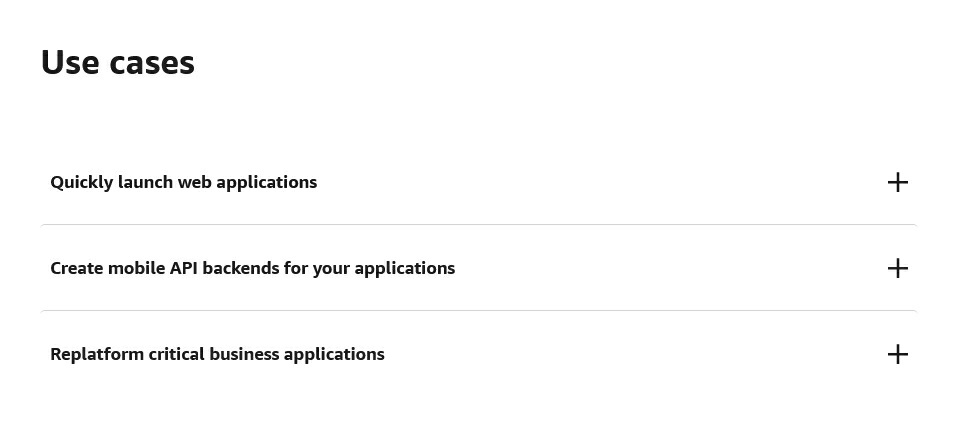 Use cases
Quickly launch web applications
Create mobile API backends for your applications
Replatform critical business applications